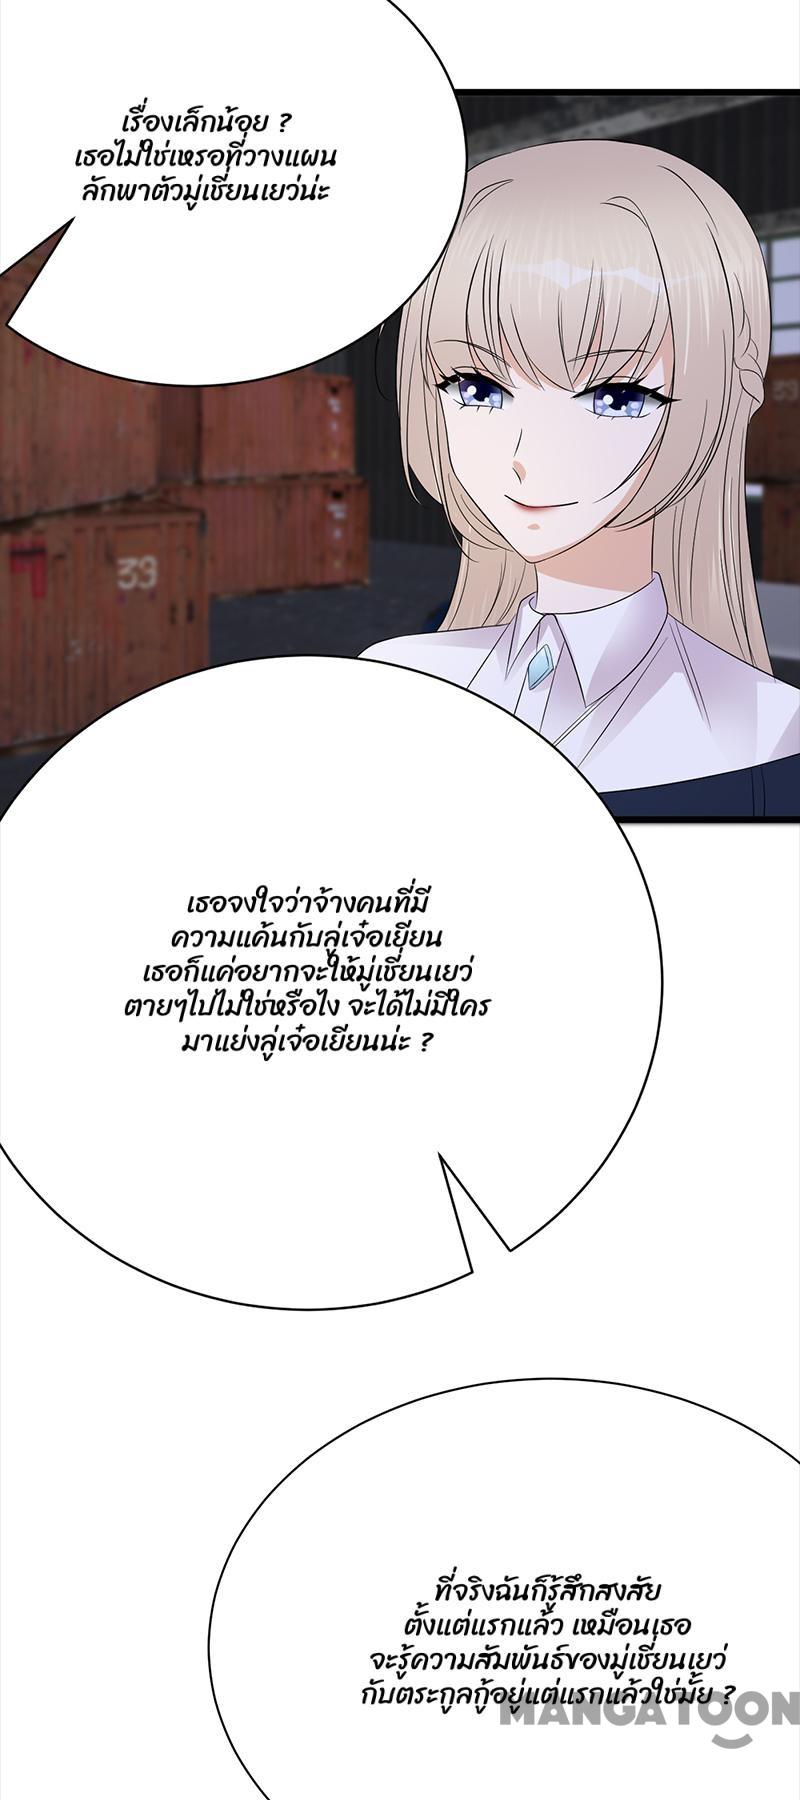 เรื่องเล็กน้อย ?
เธอไม่ใช่เหรอที่วางแผน
ลักพาตัวมู่เชี่ยนเยว่น่ะ
39
39
เธอจงใจว่าจ้างคนที่มี
ความแค้นกับลู่เจ๋อเยียน
เธอก็แค่อยากจะให้มู่เชี่ยนเยว่
ตายๆไปไม่ใช่หรือไง จะได้ไม่มีใคร
มาแย่งลู่เจ๋อเยียนน่ะ ?
ที่จริงฉันก็รู้สึกสงสัย
ตั้งแต่แรกแล้ว เหมือนเธอ
จะรู้ความสัมพันธ์ของมู่เชี่ยนเยว่
กับตระกูลกู้อยู่แต่แรกแล้วใช่มั้ย ?
MANGATOON